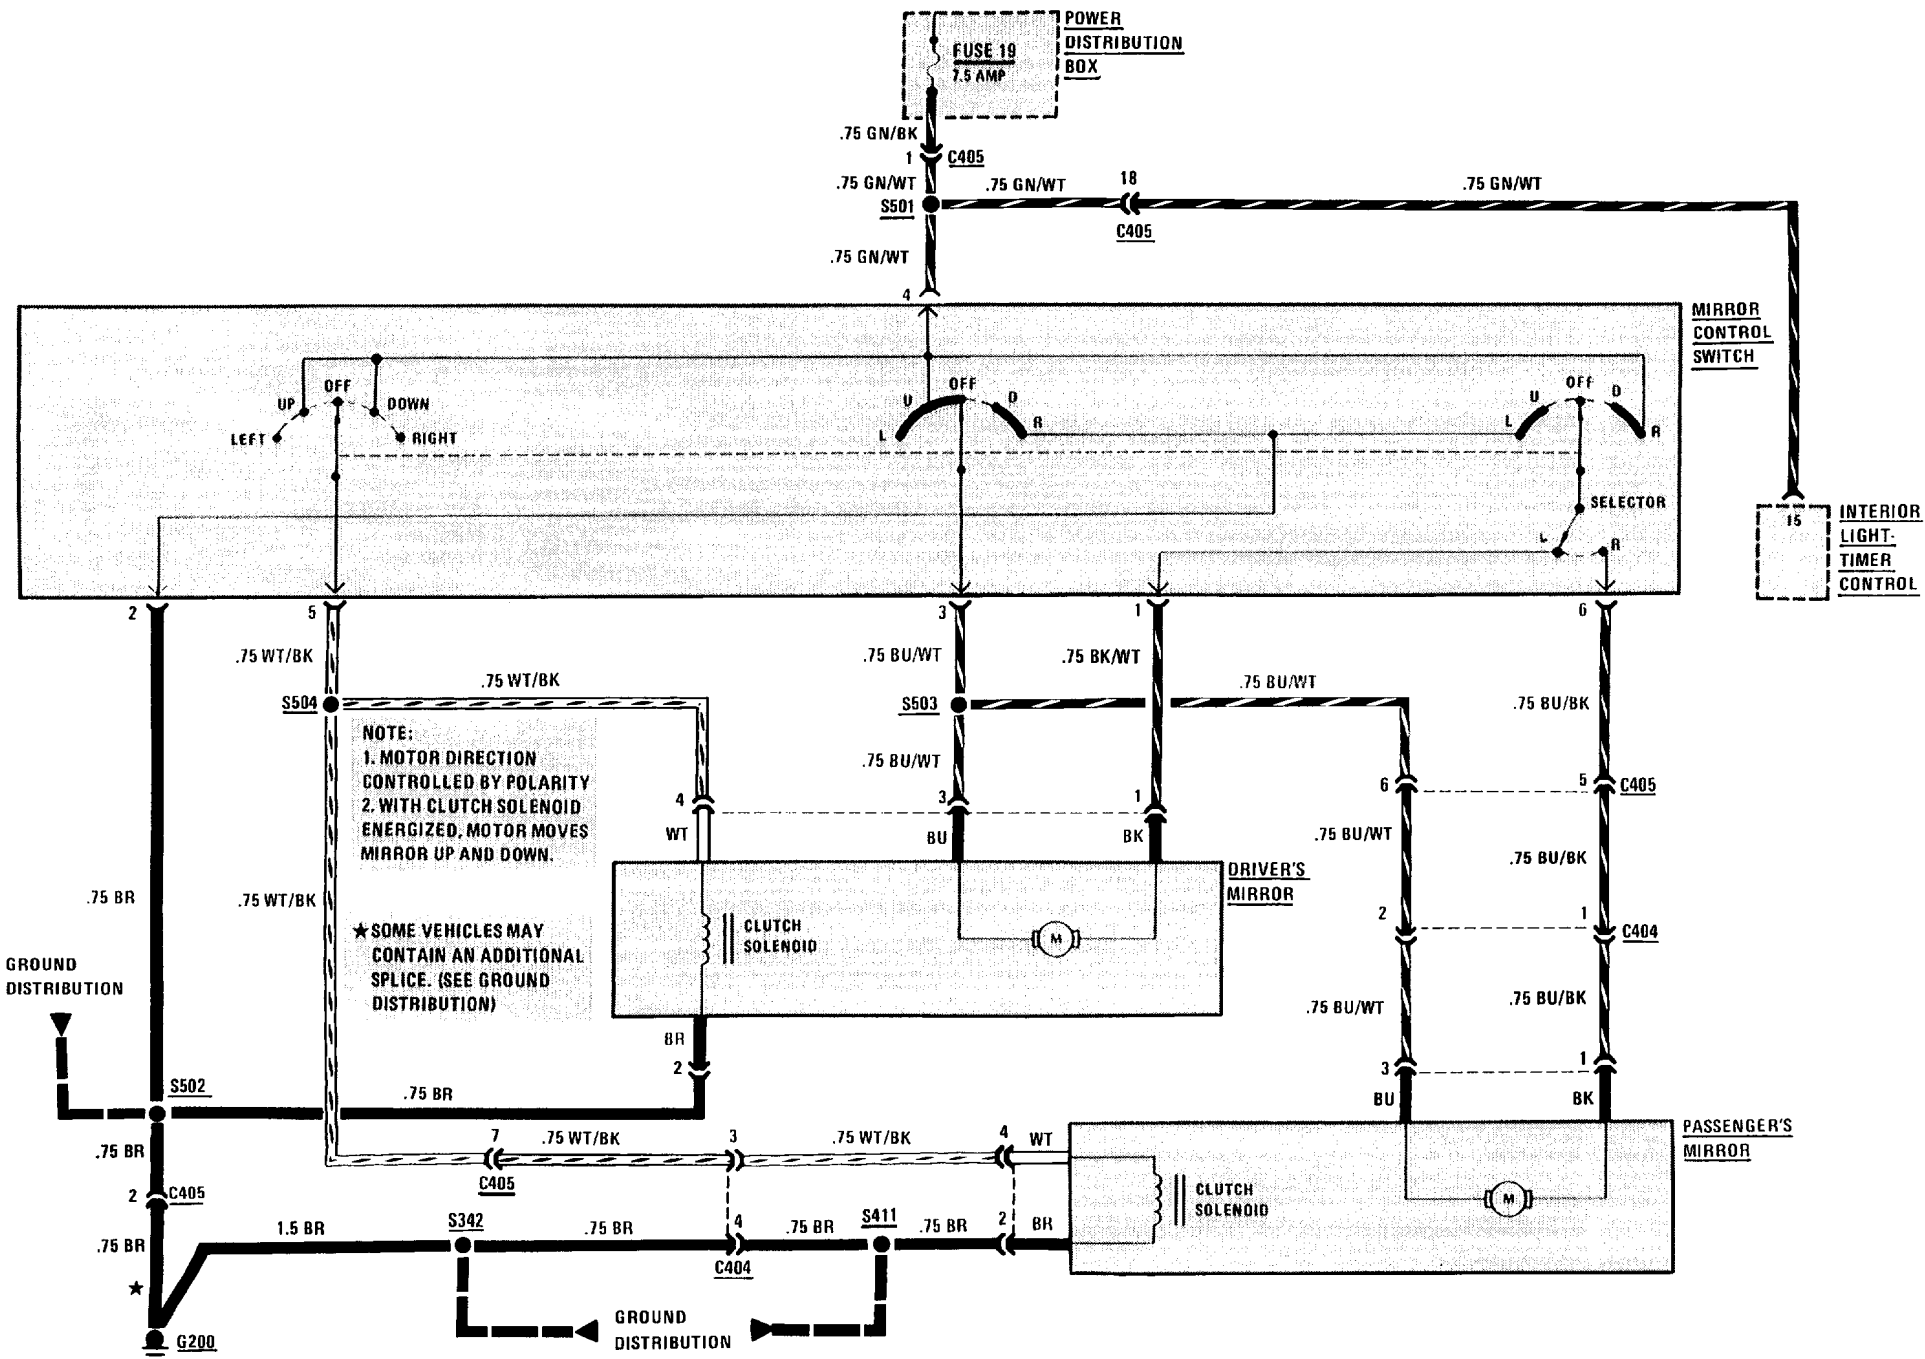 POWER
DISTRIBUTION
BOX
FUSE 19
7.5 AMP
.75 GN/BK
1 C405
.75 GN/WT
.75 GN/WT
18
.75 GN/WT
S501
C405
.75 GN/WT
4
MIRROR
CONTROL
SWITCH
OFF
UP
DOWN
LEFT
RIGHT
OFF
U
D
L
R
OFF
U
D
L
R
SELECTOR
L
R
15
INTERIOR
LIGHT-
TIMER
CONTROL
2
5
3
1
6
.75 WT/BK
.75 WT/BK
.75 BU/WT
.75 BK/WT
.75 BU/WT
.75 BU/BK
S504
S503
NOTE:
1. MOTOR DIRECTION
CONTROLLED BY POLARITY
2. WITH CLUTCH SOLENOID
ENERGIZED, MOTOR MOVES
MIRROR UP AND DOWN.
.75 BU/WT
4
3
1
6
5 C405
WT
BU
BK
.75 BU/WT
.75 BU/BK
DRIVER'S
MIRROR
.75 BR
.75 WT/BK
★SOME VEHICLES MAY
CONTAIN AN ADDITIONAL
SPLICE. (SEE GROUND
DISTRIBUTION)
CLUTCH
SOLENOID
M
2
1
C404
GROUND
DISTRIBUTION
.75 BU/WT
.75 BU/BK
BR
2
3
1
BU
BK
S502
.75 BR
.75 BR
7
.75 WT/BK
3
.75 WT/BK
4
WT
PASSENGER'S
MIRROR
C405
2 C405
CLUTCH
SOLENOID
M
.75 BR
1.5 BR
S342
.75 BR
4
.75 BR
S411
.75 BR
2
BR
C404
★
GROUND
DISTRIBUTION
G200